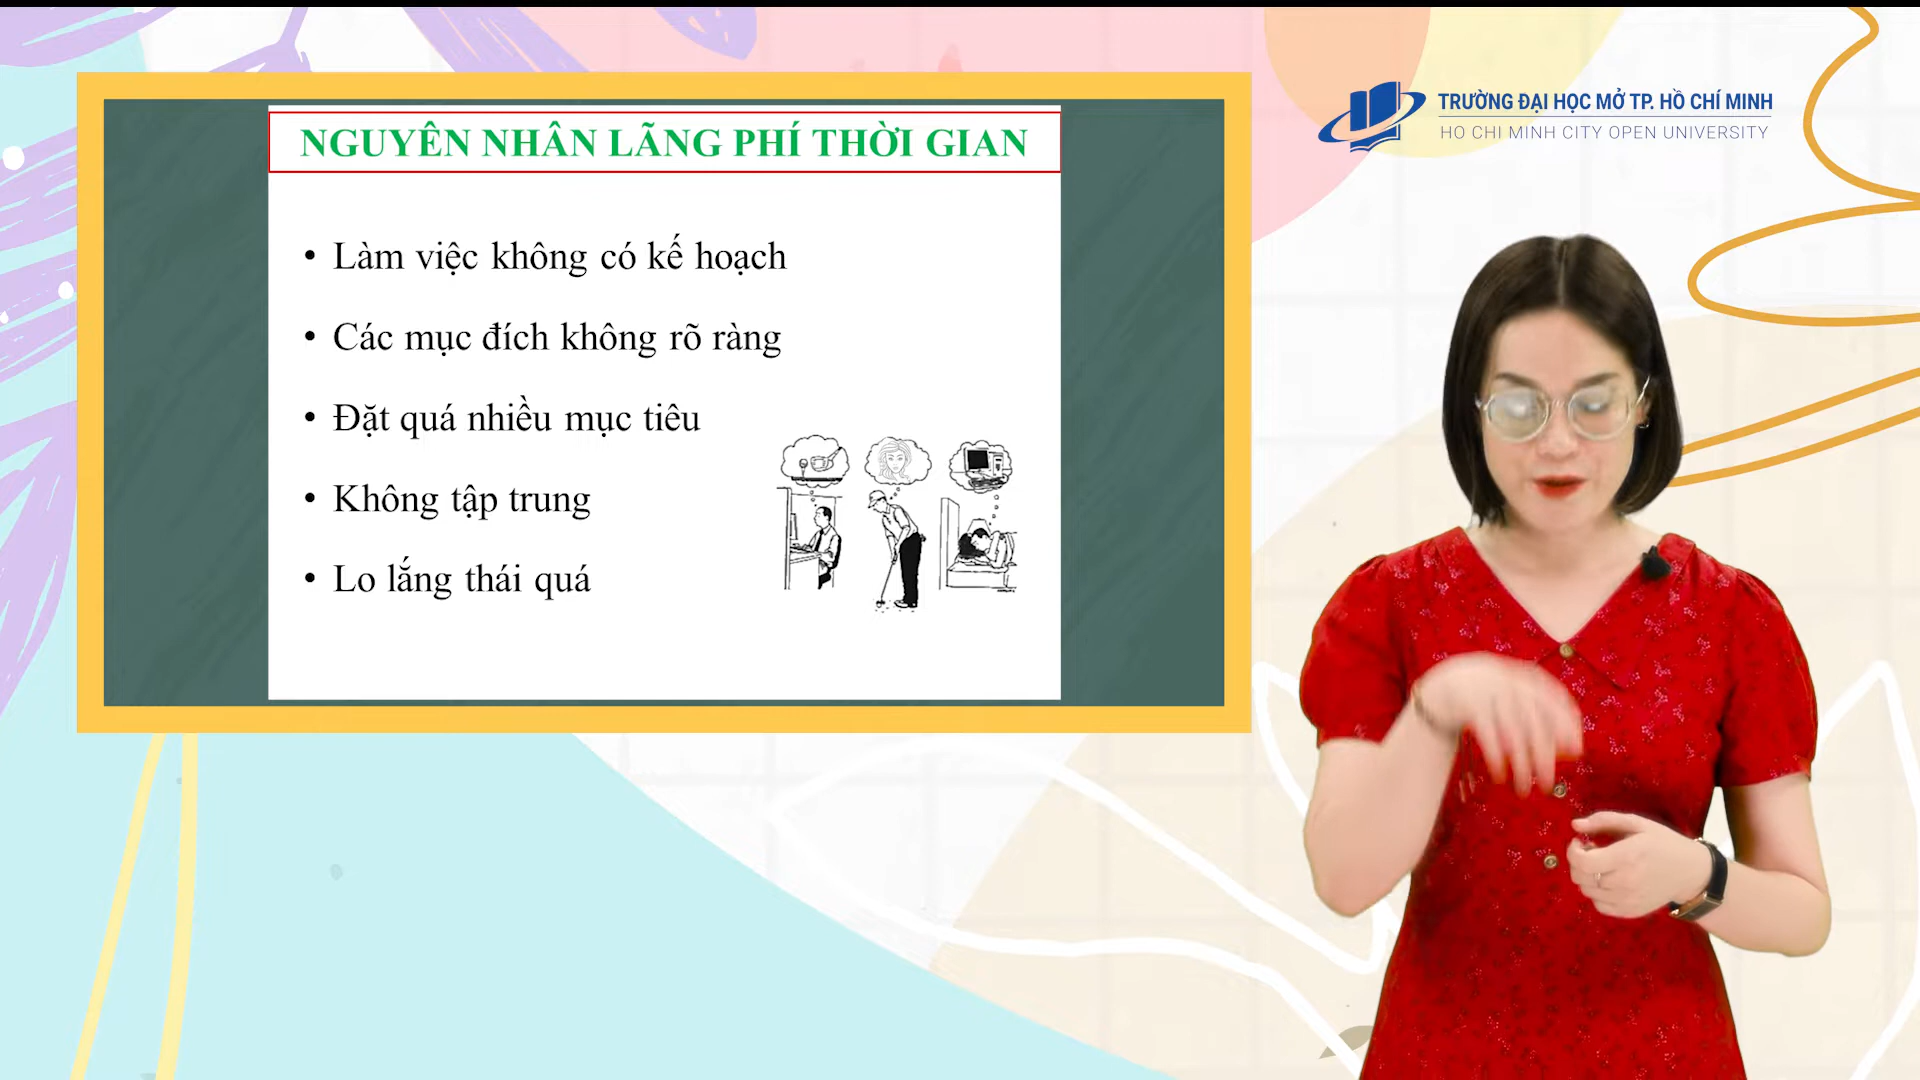 NGUYÊN NHÂN LÃNG PHÍ THỜI GIAN
• Làm việc không có kế hoạch
• Các mục đích không rõ ràng
• Đặt quá nhiều mục tiêu
• Không tập trung
• Lo lắng thái quá
TRƯỜNG ĐẠI HỌC MỞ TP. HỒ CHÍ MINH
HO CHI MINH CITY OPEN UNIVERSITY